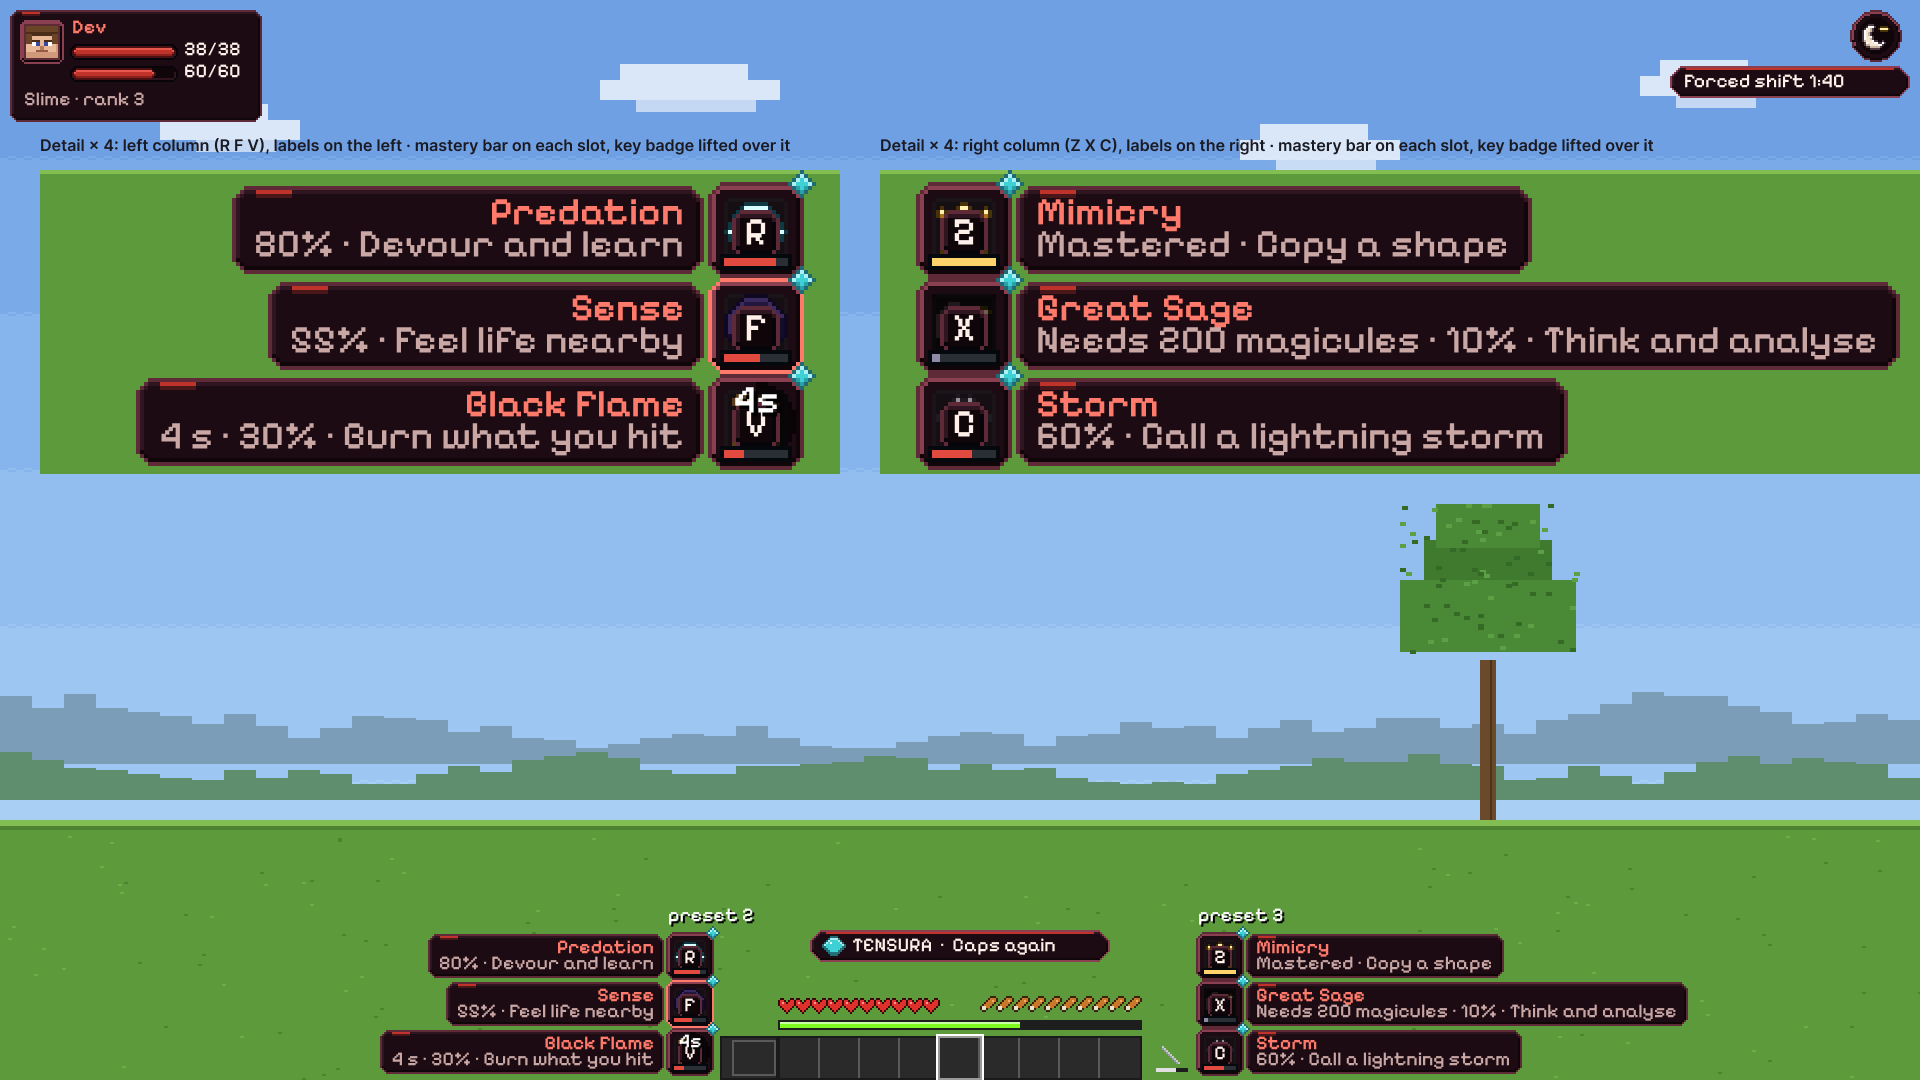 Dev
38/38
60/60
Slime · rank 3
Forced shift 1:40
Detail × 4: left column (R F V), labels on the left · mastery bar on each slot, key badge lifted over it
Predation
80% · Devour and learn
R
Sense
55% · Feel life nearby
F
Black Flame
4 s · 30% · Burn what you hit
4s
V
Detail × 4: right column (Z X C), labels on the right · mastery bar on each slot, key badge lifted over it
Z
Mimicry
Mastered · Copy a shape
X
Great Sage
Needs 200 magicules · 10% · Think and analyse
C
Storm
60% · Call a lightning storm
preset 2
Predation
80% · Devour and learn
R
Sense
55% · Feel life nearby
F
Black Flame
4 s · 30% · Burn what you hit
4s
V
TENSURA · Caps again
preset 3
Z
Mimicry
Mastered · Copy a shape
X
Great Sage
Needs 200 magicules · 10% · Think and analyse
C
Storm
60% · Call a lightning storm